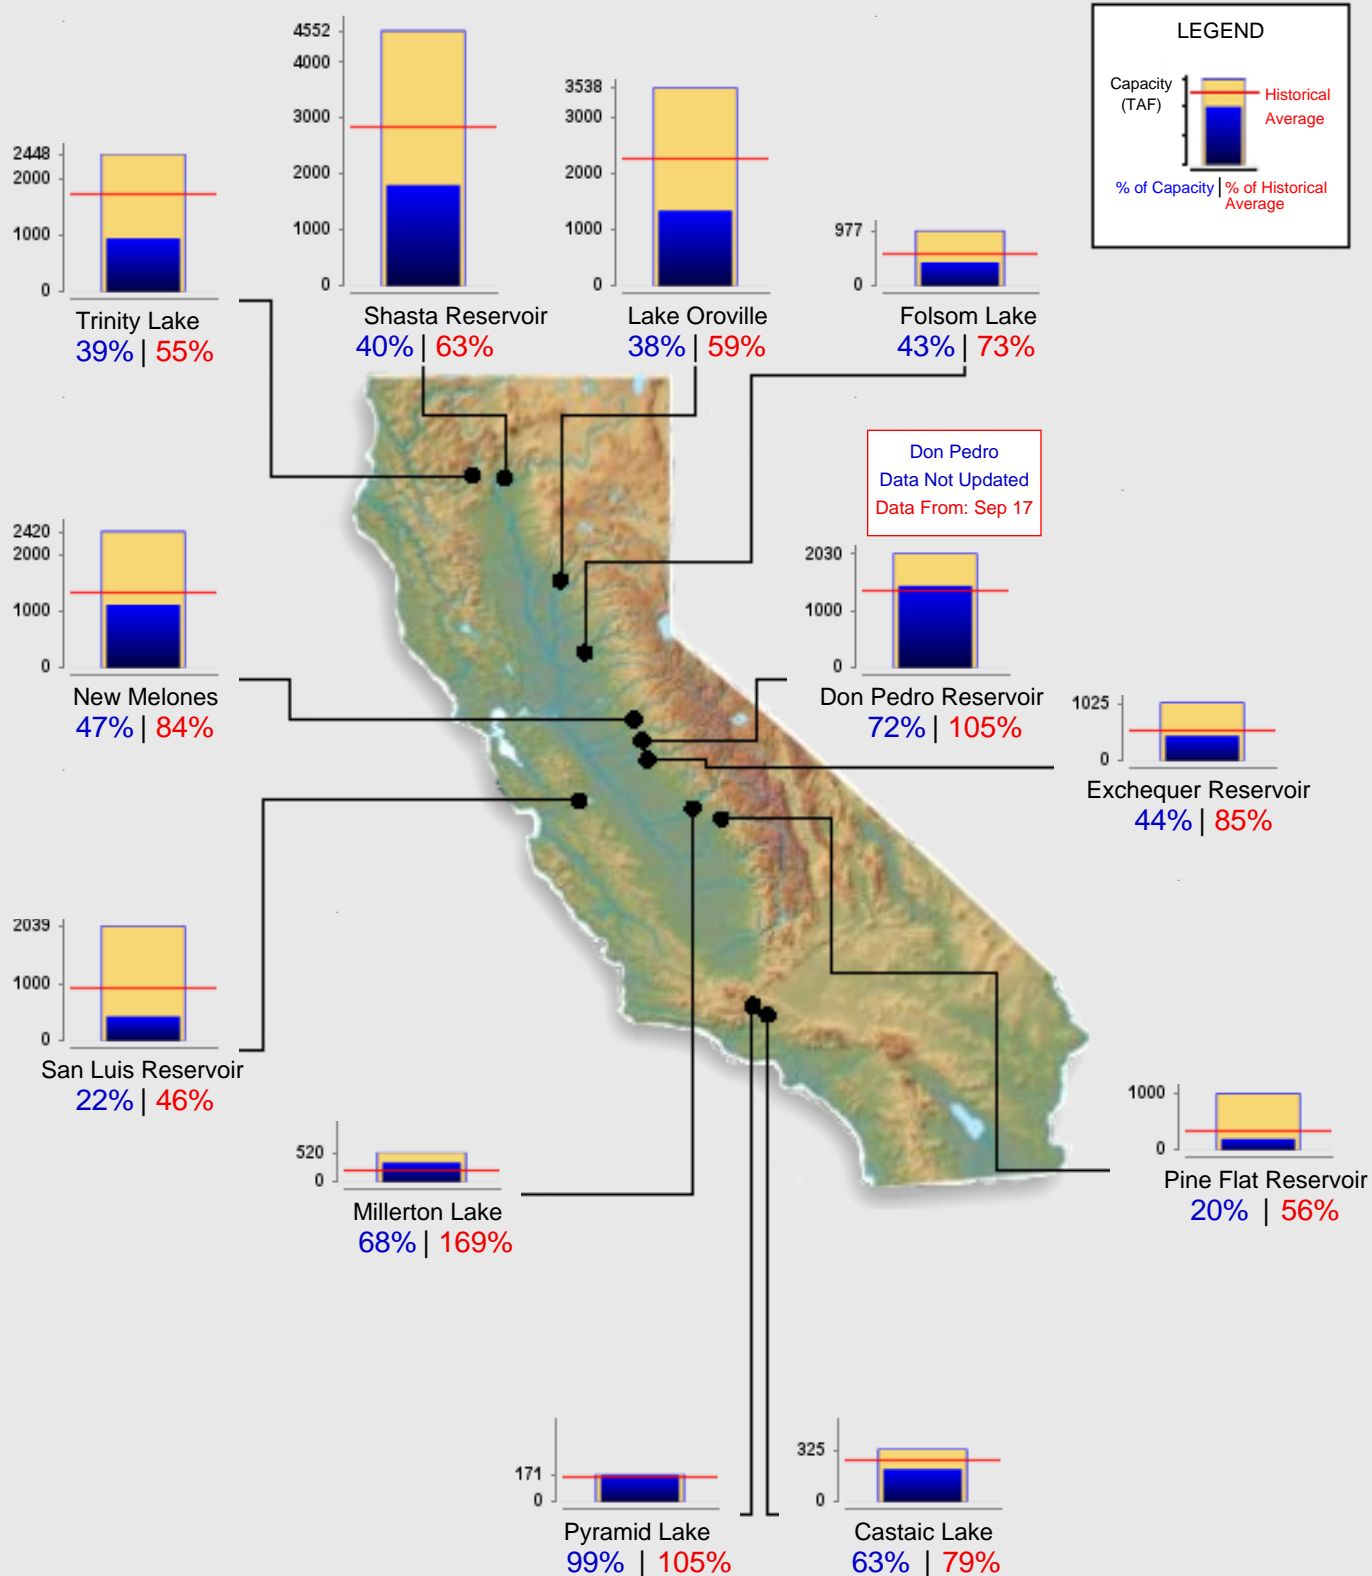 LEGEND
Capacity
(TAF)
Historical
Average
% of Capacity | % of Historical
Average
4552
4000
3000
2000
1000
0
Shasta Reservoir
40% | 63%
3538
3000
2000
1000
0
Lake Oroville
38% | 59%
2448
2000
1000
0
Trinity Lake
39% | 55%
977
0
Folsom Lake
43% | 73%
Don Pedro
Data Not Updated
Data From: Sep 17
2420
2000
1000
0
New Melones
47% | 84%
2030
1000
0
Don Pedro Reservoir
72% | 105%
1025
0
Exchequer Reservoir
44% | 85%
2039
1000
0
San Luis Reservoir
22% | 46%
520
0
Millerton Lake
68% | 169%
1000
0
Pine Flat Reservoir
20% | 56%
171
0
Pyramid Lake
99% | 105%
325
0
Castaic Lake
63% | 79%